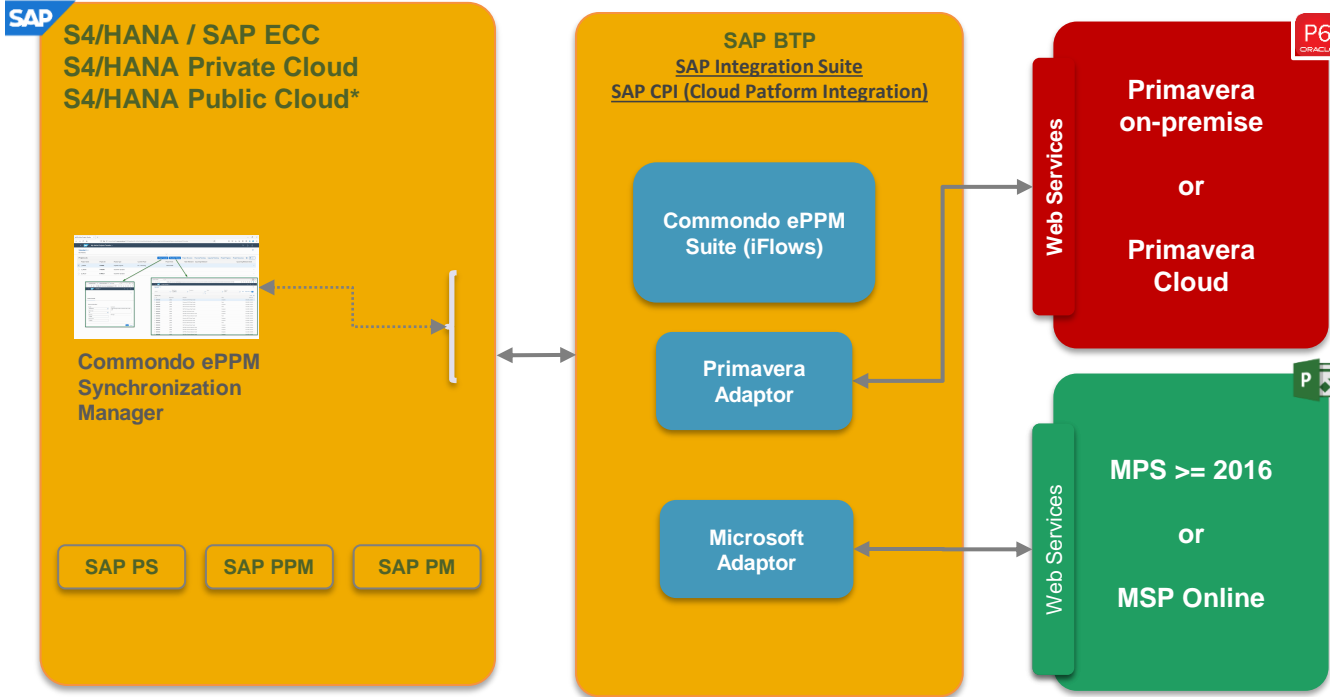 SAP
S4/HANA / SAP ECC
S4/HANA Private Cloud
S4/HANA Public Cloud*
Commondo ePPM
Synchronization
Manager
SAP PS
SAP PPM
SAP PM
SAP BTP
SAP Integration Suite
SAP CPI (Cloud Patform Integration)
Commondo ePPM
Suite (iFlows)
Primavera
Adaptor
Microsoft
Adaptor
Web Services
P6
ORACLE
Primavera
on-premise
or
Primavera
Cloud
Web Services
P
MPS >= 2016
or
MSP Online